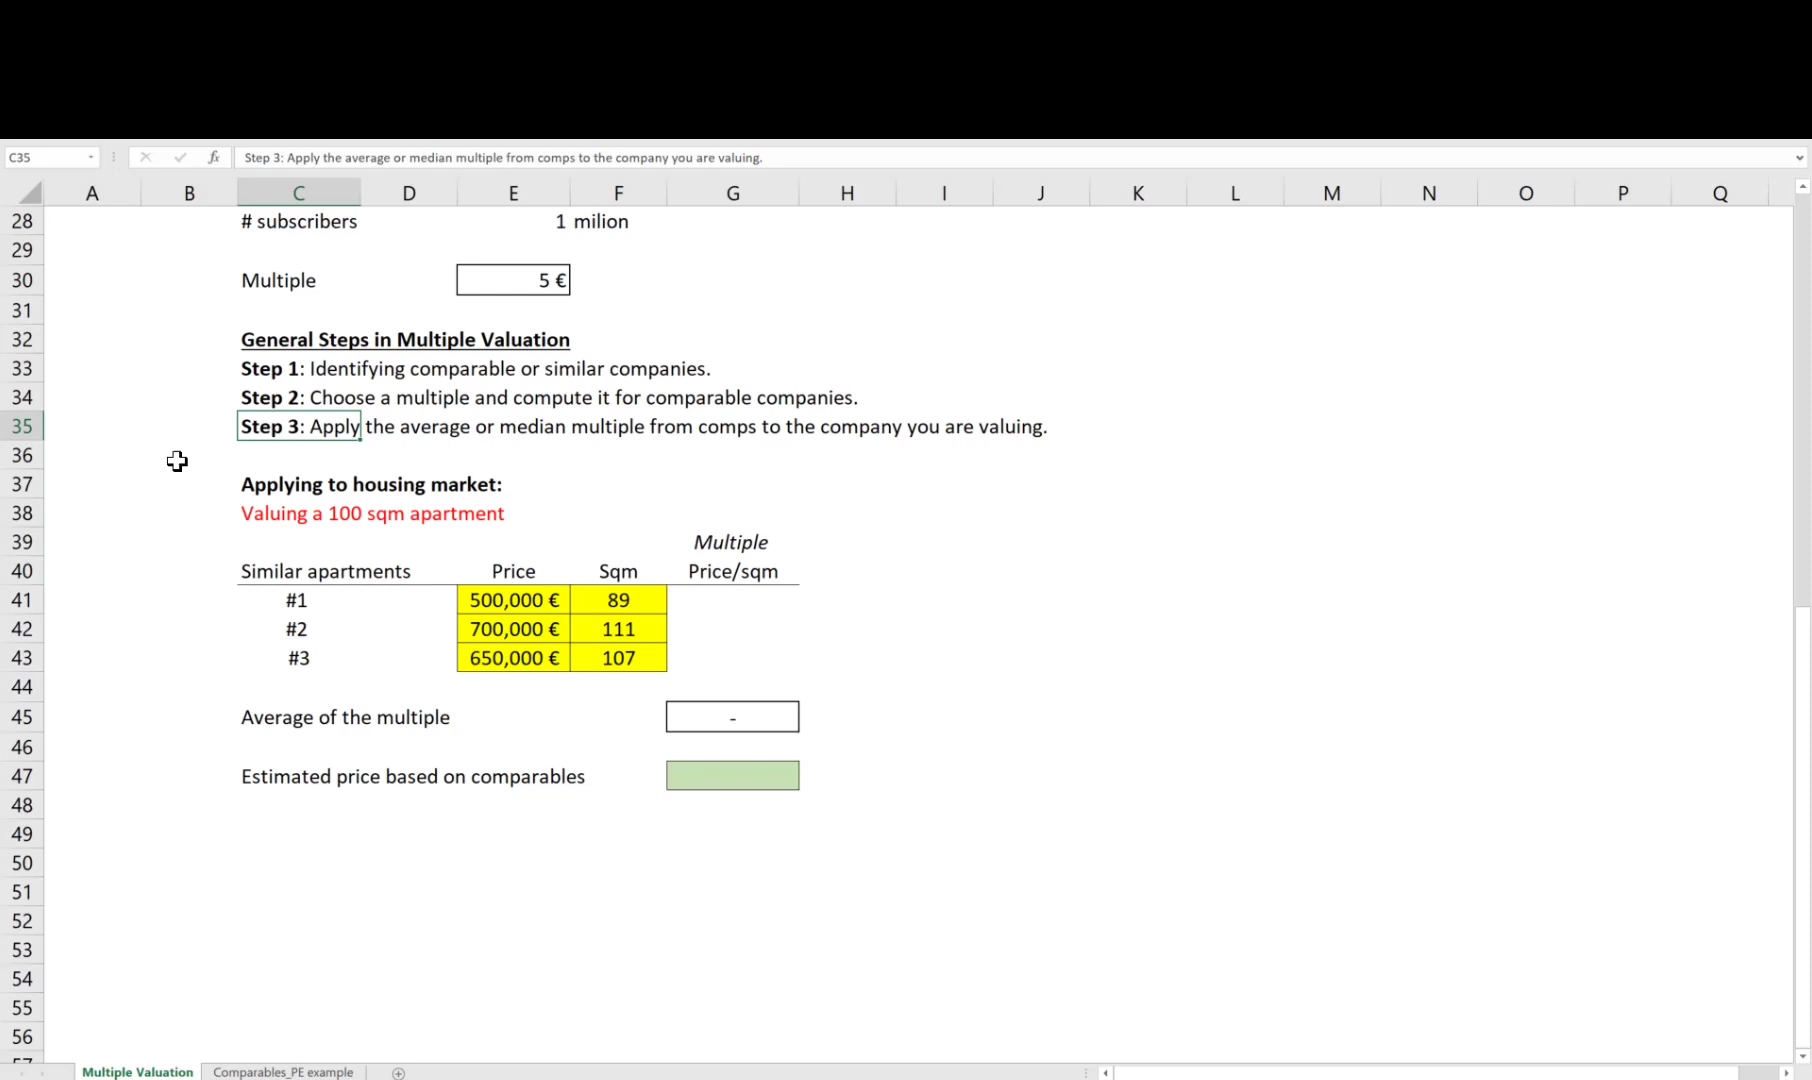 C35
fx
Step 3: Apply the average or median multiple from comps to the company you are valuing.
A B C D E F G H I J K L M N O P Q
28 # subscribers 1 milion
29
30 Multiple 5 €
31
32 General Steps in Multiple Valuation
33 Step 1: Identifying comparable or similar companies.
34 Step 2: Choose a multiple and compute it for comparable companies.
35 Step 3: Apply the average or median multiple from comps to the company you are valuing.
36
37 Applying to housing market:
38 Valuing a 100 sqm apartment
39 Multiple
40 Similar apartments Price Sqm Price/sqm
41 #1 500,000 € 89
42 #2 700,000 € 111
43 #3 650,000 € 107
44
45 Average of the multiple -
46
47 Estimated price based on comparables
48
49
50
51
52
53
54
55
56
57
Multiple Valuation Comparables_PE example